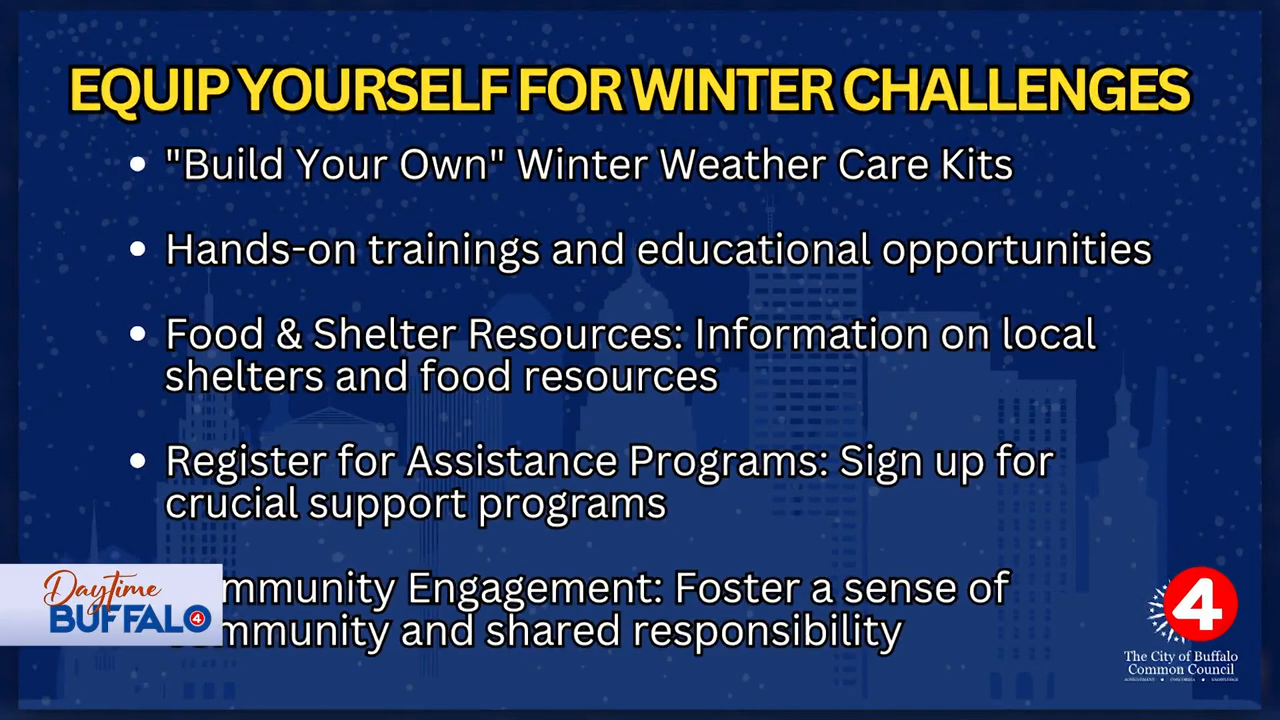 EQUIP YOURSELF FOR WINTER CHALLENGES
• "Build Your Own" Winter Weather Care Kits
• Hands-on trainings and educational opportunities
• Food & Shelter Resources: Information on local
shelters and food resources
• Register for Assistance Programs: Sign up for
crucial support programs
mmunity Engagement: Foster a sense of
mmunity and shared responsibility
Daytime
BUFFALO 4
4
The City of Buffalo
Common Council